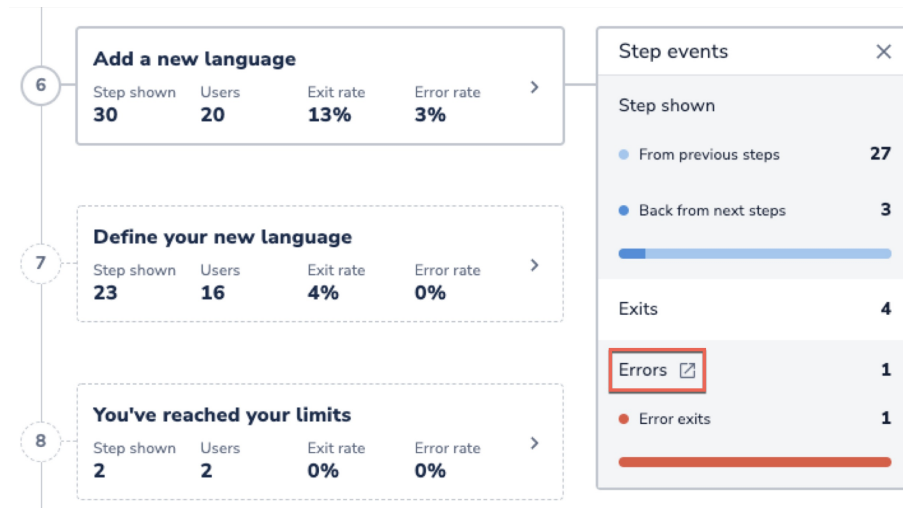 6
Add a new language
Step shown Users Exit rate Error rate
30 20 13% 3%
7
Define your new language
Step shown Users Exit rate Error rate
23 16 4% 0%
8
You've reached your limits
Step shown Users Exit rate Error rate
2 2 0% 0%
Step events
Step shown
From previous steps 27
Back from next steps 3
Exits 4
Errors 1
Error exits 1